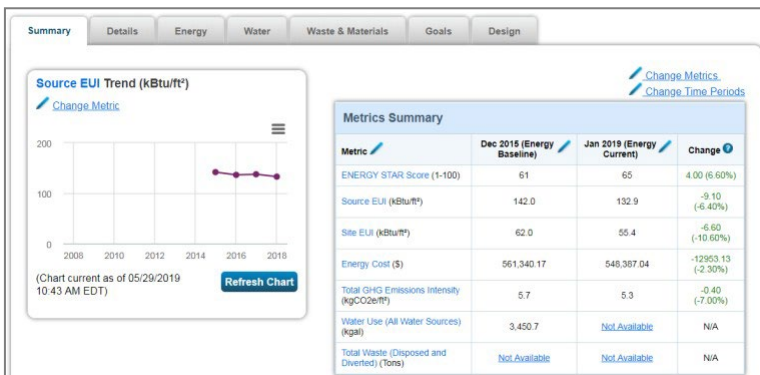 Summary
Details
Energy
Water
Waste & Materials
Goals
Design
Source EUI Trend (kBtu/ft²)
Change Metric
200
100
0
2008 2010 2012 2014 2016 2018
(Chart current as of 05/29/2019
10:43 AM EDT)
Refresh Chart
Change Metrics
Change Time Periods
Metrics Summary
Metric
Dec 2015 (Energy
Baseline)
Jan 2019 (Energy
Current)
Change
ENERGY STAR Score (1-100) 61 65 4.00 (6.60%)
Source EUI (kBtu/ft²) 142.0 132.9 -9.10
(-6.40%)
Site EUI (kBtu/ft²) 62.0 55.4 -6.60
(-10.60%)
Energy Cost ($) 561,340.17 548,387.04 -12953.13
(-2.30%)
Total GHG Emissions Intensity
(kgCO2e/ft²) 5.7 5.3 -0.40
(-7.00%)
Water Use (All Water Sources)
(kgal) 3,450.7 Not Available N/A
Total Waste (Disposed and
Diverted) (Tons) Not Available Not Available N/A